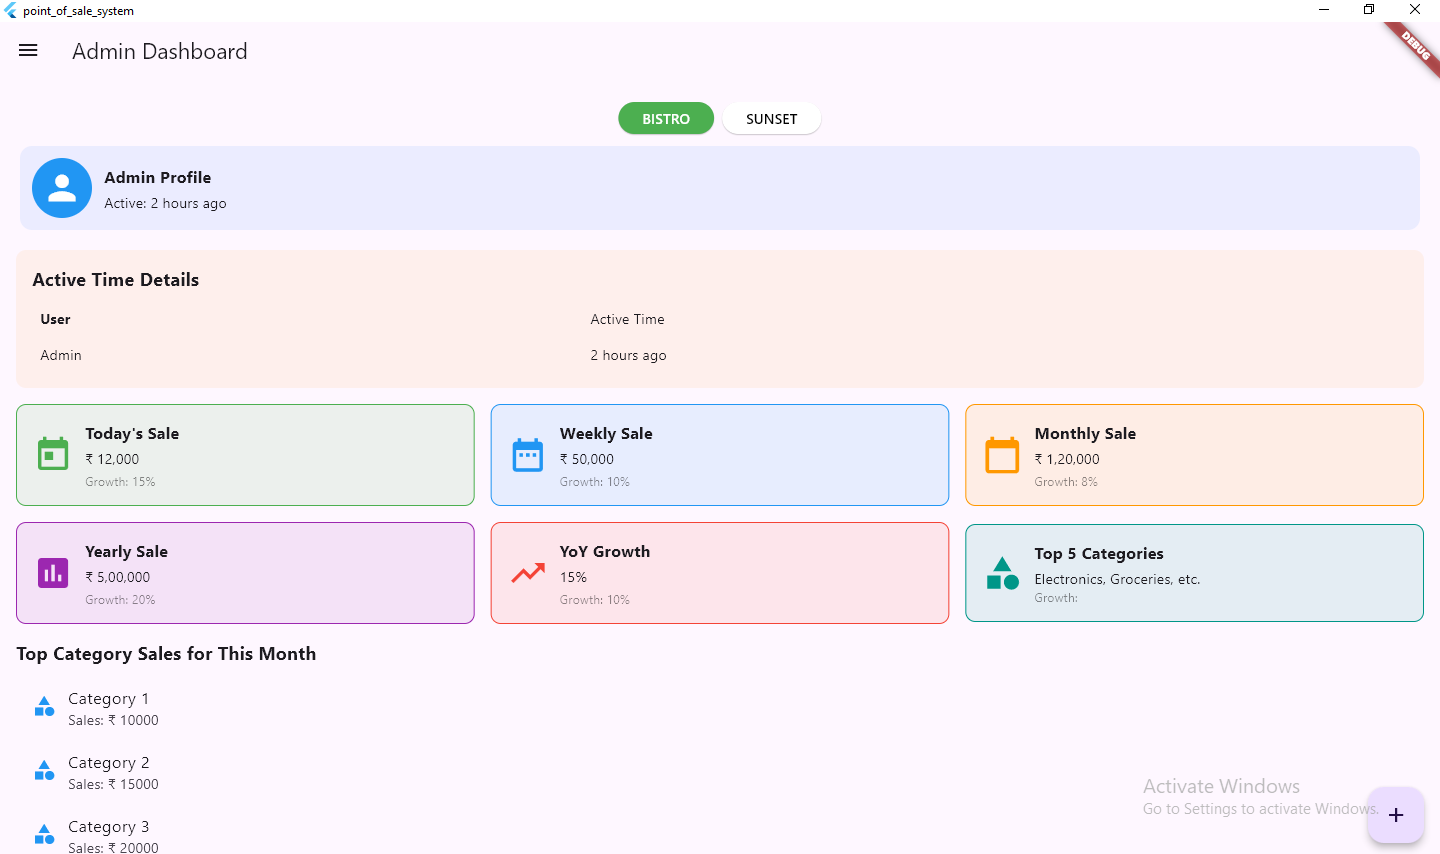 point_of_sale_system
Admin Dashboard
DEBUG
BISTRO
SUNSET
Admin Profile
Active: 2 hours ago
Active Time Details
User
Active Time
Admin
2 hours ago
Today's Sale
₹ 12,000
Growth: 15%
Weekly Sale
₹ 50,000
Growth: 10%
Monthly Sale
₹ 1,20,000
Growth: 8%
Yearly Sale
₹ 5,00,000
Growth: 20%
YoY Growth
15%
Growth: 10%
Top 5 Categories
Electronics, Groceries, etc.
Growth:
Top Category Sales for This Month
Category 1
Sales: ₹ 10000
Category 2
Sales: ₹ 15000
Category 3
Sales: ₹ 20000
Activate Windows
Go to Settings to activate Windows.